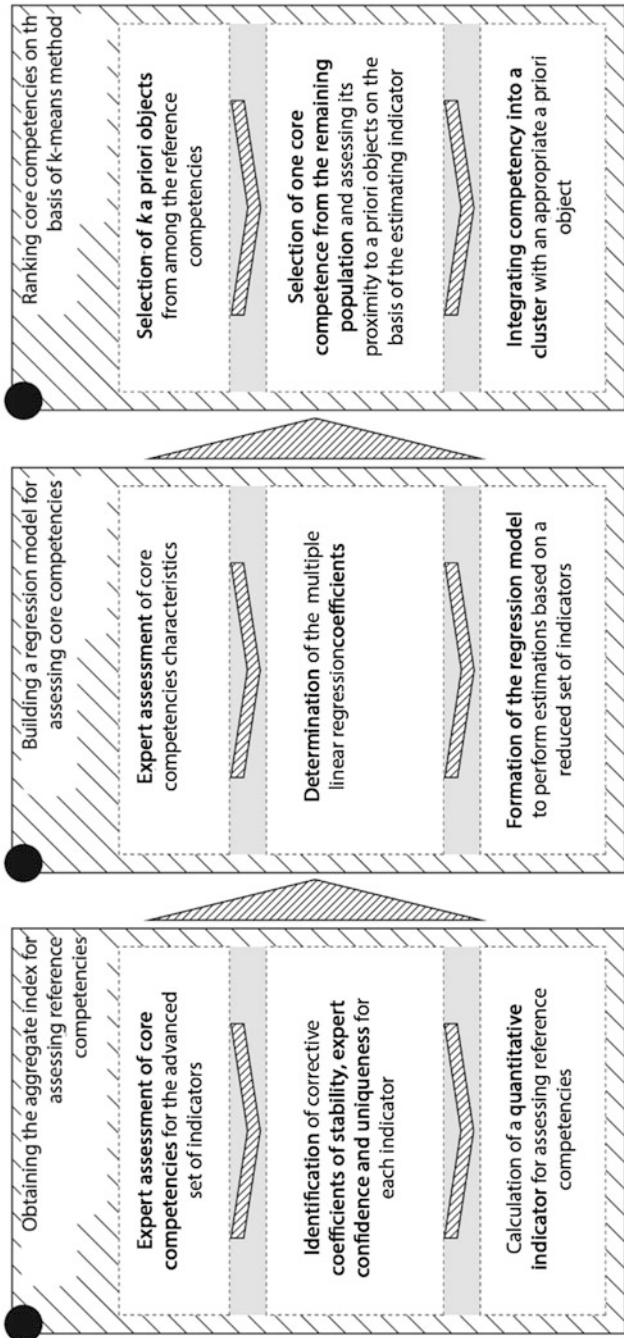 Obtaining the aggregate index for
assessing reference
competencies
Expert assessment of core
competencies for the advanced
set of indicators
Identification of corrective
coefficients of stability, expert
confidence and uniqueness for
each indicator
Calculation of a quantitative
indicator for assessing reference
competencies
Building a regression model for
assessing core competencies
Expert assessment of core
competencies characteristics
Determination of the multiple
linear regressioncoefficients
Formation of the regression model
to perform estimations based on a
reduced set of indicators
Ranking core competencies on the
basis of k-means method
Selection of k a priori objects
from among the reference
competencies
Selection of one core
competence from the remaining
population and assessing its
proximity to a priori objects on the
basis of the estimating indicator
Integrating competency into a
cluster with an appropriate a priori
object